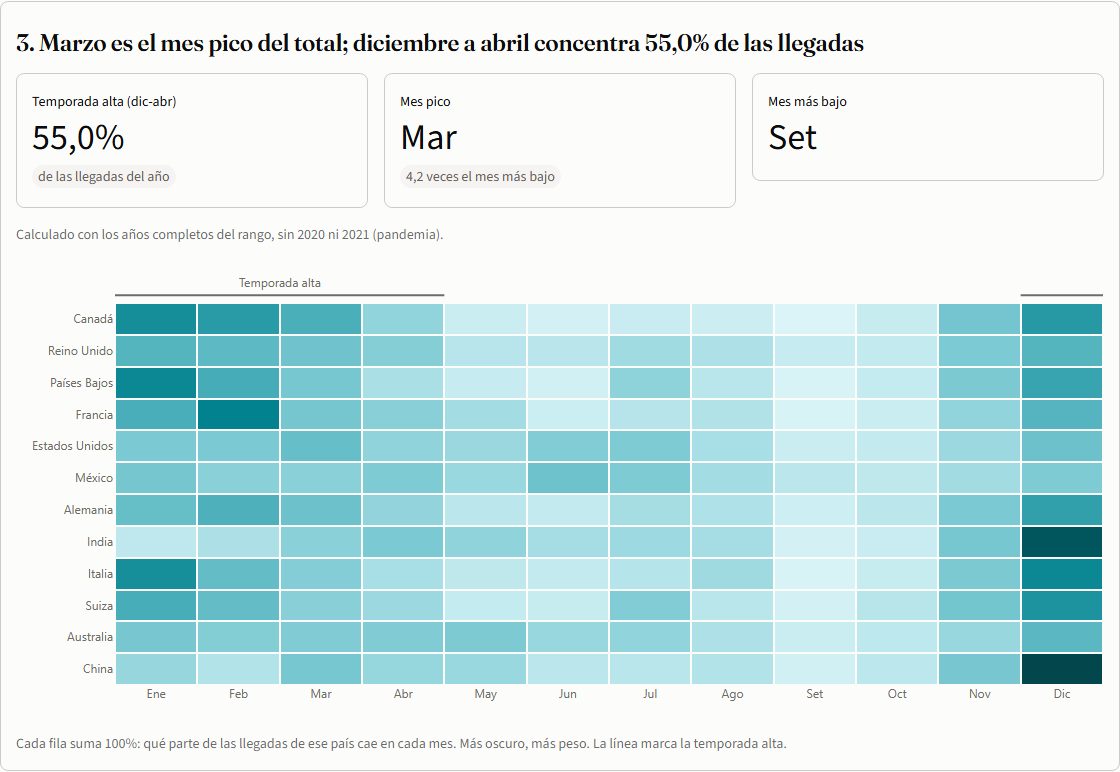 3. Marzo es el mes pico del total; diciembre a abril concentra 55,0% de las llegadas
Temporada alta (dic-abr)
55,0%
de las llegadas del año
Mes pico
Mar
4,2 veces el mes más bajo
Mes más bajo
Set
Calculado con los años completos del rango, sin 2020 ni 2021 (pandemia).
Temporada alta
Canadá
Reino Unido
Países Bajos
Francia
Estados Unidos
México
Alemania
India
Italia
Suiza
Australia
China
Ene Feb Mar Abr May Jun Jul Ago Set Oct Nov Dic
Cada fila suma 100%: qué parte de las llegadas de ese país cae en cada mes. Más oscuro, más peso. La línea marca la temporada alta.